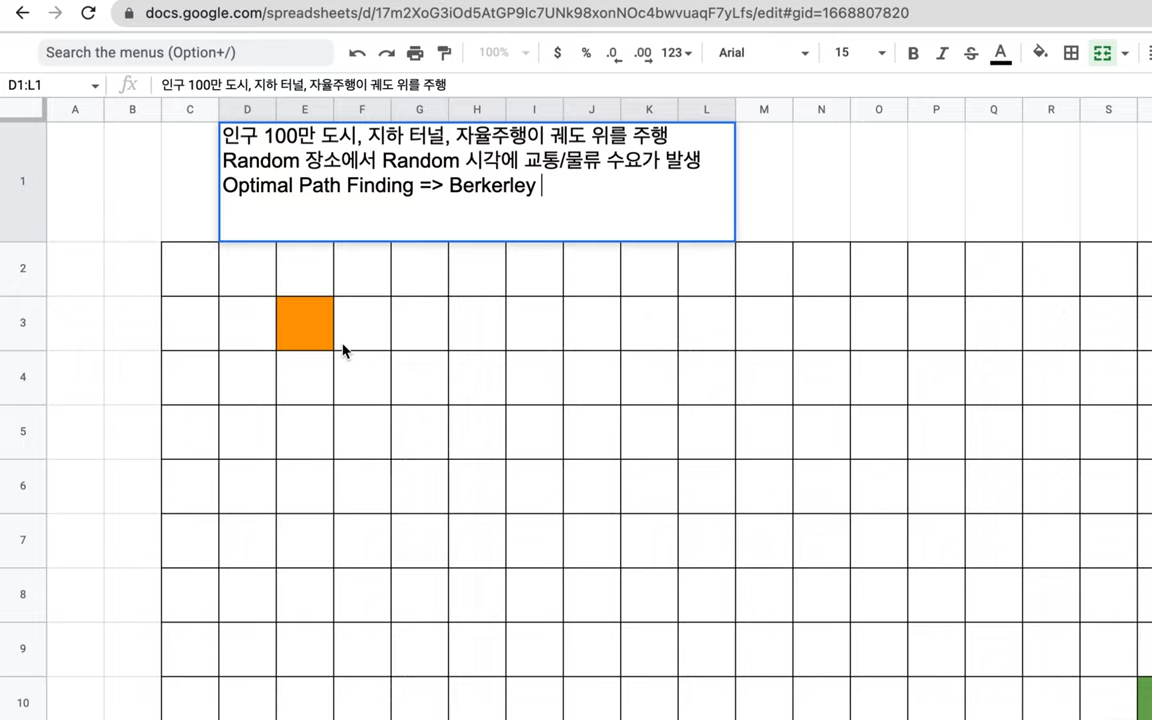 docs.google.com/spreadsheets/d/17m2XoG3iOd5AtGP9lc7UNk98xonNOc4bwvuaqF7yLfs/edit#gid=1668807820
Search the menus (Option+/)
100%
$
%
.0
.00
123
Arial
15
B
I
S
A
D1:L1
fx
인구 100만 도시, 지하 터널, 자율주행이 궤도 위를 주행
A B C D E F G H I J K L M N O P Q R S
인구 100만 도시, 지하 터널, 자율주행이 궤도 위를 주행
Random 장소에서 Random 시각에 교통/물류 수요가 발생
Optimal Path Finding => Berkerley
1
2
3
4
5
6
7
8
9
10